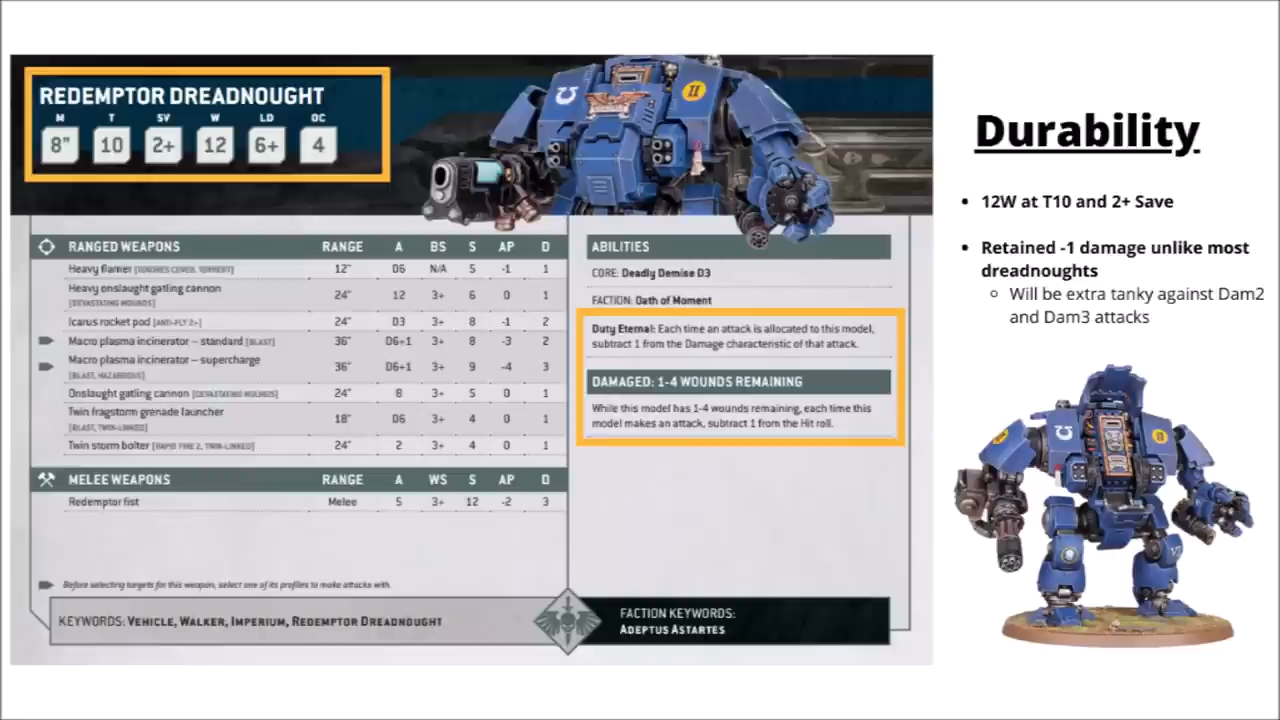 REDEMPTOR DREADNOUGHT
M T SV W LD OC
8" 10 2+ 12 6+ 4
II
RANGED WEAPONS RANGE A BS S AP D
Heavy flamer [IGNORES COVER, TORRENT] 12" D6 N/A 5 -1 1
Heavy onslaught gatling cannon 24" 12 3+ 6 0 1
[DEVASTATING WOUNDS]
Icarus rocket pod [ANTI-FLY 2+] 24" D3 3+ 8 -1 2
Macro plasma incinerator – standard [BLAST] 36" D6+1 3+ 8 -3 2
Macro plasma incinerator – supercharge 36" D6+1 3+ 9 -4 3
[BLAST, HAZARDOUS]
Onslaught gatling cannon [DEVASTATING WOUNDS] 24" 8 3+ 5 0 1
Twin fragstorm grenade launcher 18" D6 3+ 4 0 1
[BLAST, TWIN-LINKED]
Twin storm bolter [RAPID FIRE 2, TWIN-LINKED] 24" 2 3+ 4 0 1
MELEE WEAPONS RANGE A WS S AP D
Redemptor fist Melee 5 3+ 12 -2 3
Before selecting targets for this weapon, select one of its profiles to make attacks with.
KEYWORDS: VEHICLE, WALKER, IMPERIUM, REDEMPTOR DREADNOUGHT
ABILITIES
CORE: Deadly Demise D3
FACTION: Oath of Moment
Duty Eternal: Each time an attack is allocated to this model,
subtract 1 from the Damage characteristic of that attack.
DAMAGED: 1-4 WOUNDS REMAINING
While this model has 1-4 wounds remaining, each time this
model makes an attack, subtract 1 from the Hit roll.
FACTION KEYWORDS:
ADEPTUS ASTARTES
Durability
• 12W at T10 and 2+ Save
• Retained -1 damage unlike most
dreadnoughts
○ Will be extra tanky against Dam2
and Dam3 attacks